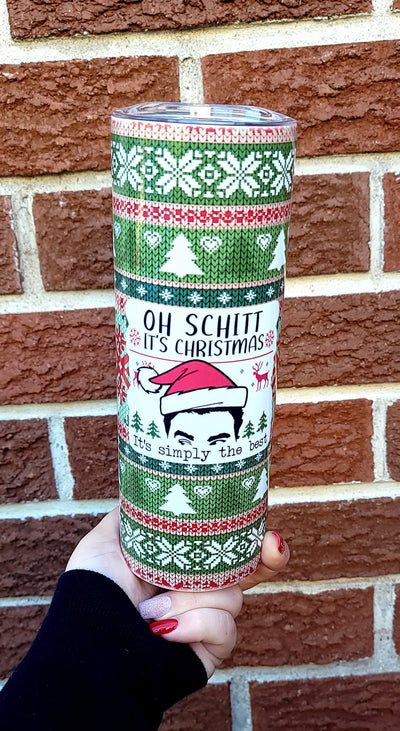 OH SCHITT
IT'S CHRISTMAS
It's simply the best